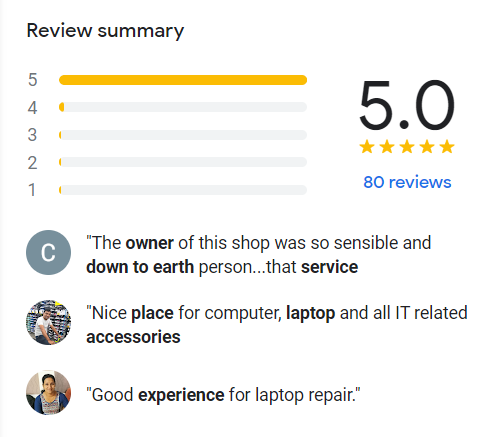 Review summary
5
4
3
2
1
5.0
80 reviews
C
"The owner of this shop was so sensible and
down to earth person...that service
"Nice place for computer, laptop and all IT related
accessories
"Good experience for laptop repair."